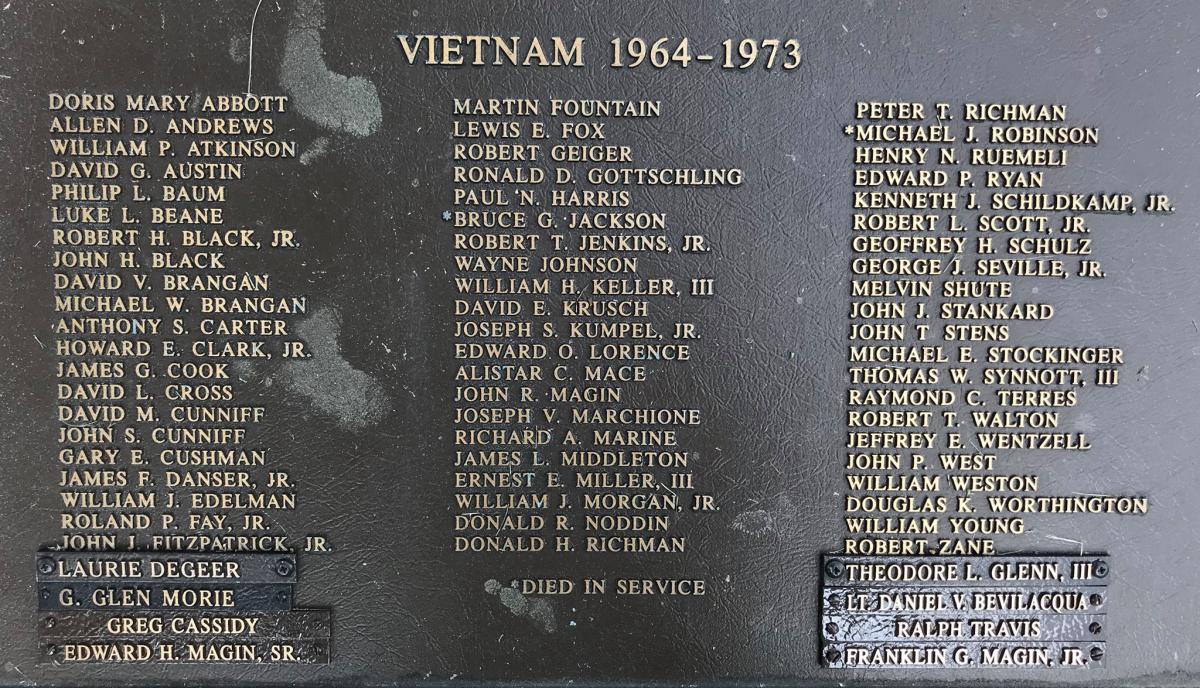 VIETNAM 1964-1973
DORIS MARY ABBOTT
ALLEN D. ANDREWS
WILLIAM P. ATKINSON
DAVID G. AUSTIN
PHILIP L. BAUM
LUKE L. BEANE
ROBERT H. BLACK, JR.
JOHN H. BLACK
DAVID V. BRANGAN
MICHAEL W. BRANGAN
ANTHONY S. CARTER
HOWARD E. CLARK, JR.
JAMES G. COOK
DAVID L. CROSS
DAVID M. CUNNIFF
JOHN S. CUNNIFF
GARY E. CUSHMAN
JAMES F. DANSER, JR.
WILLIAM J. EDELMAN
ROLAND P. FAY, JR.
JOHN J. FITZPATRICK, JR.
LAURIE DEGEER
G. GLEN MORIE
GREG CASSIDY
EDWARD H. MAGIN, SR.
MARTIN FOUNTAIN
LEWIS E. FOX
ROBERT GEIGER
RONALD D. GOTTSCHLING
PAUL N. HARRIS
*BRUCE G. JACKSON
ROBERT T. JENKINS, JR.
WAYNE JOHNSON
WILLIAM H. KELLER, III
DAVID E. KRUSCH
JOSEPH S. KUMPEL, JR.
EDWARD O. LORENCE
ALISTAR C. MACE
JOHN R. MAGIN
JOSEPH V. MARCHIONE
RICHARD A. MARINE
JAMES L. MIDDLETON
ERNEST E. MILLER, III
WILLIAM J. MORGAN, JR.
DONALD R. NODDIN
DONALD H. RICHMAN
*DIED IN SERVICE
PETER T. RICHMAN
*MICHAEL J. ROBINSON
HENRY N. RUEMELI
EDWARD P. RYAN
KENNETH J. SCHILDKAMP, JR.
ROBERT L. SCOTT, JR.
GEOFFREY H. SCHULZ
GEORGE J. SEVILLE, JR.
MELVIN SHUTE
JOHN J. STANKARD
JOHN T STENS
MICHAEL E. STOCKINGER
THOMAS W. SYNNOTT, III
RAYMOND C. TERRES
ROBERT T. WALTON
JEFFREY E. WENTZELL
JOHN P. WEST
WILLIAM WESTON
DOUGLAS K. WORTHINGTON
WILLIAM YOUNG
ROBERT ZANE
THEODORE L. GLENN, III
LT. DANIEL V. BEVILACQUA
RALPH TRAVIS
FRANKLIN G. MAGIN, JR.